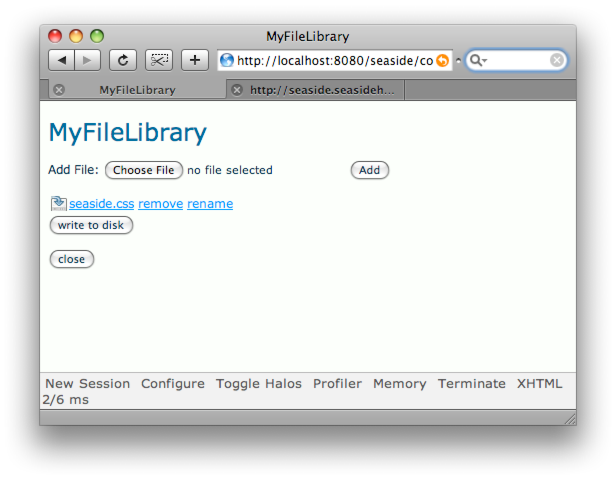 MyFileLibrary
http://localhost:8080/seaside/co
MyFileLibrary http://seaside.seasideh...
MyFileLibrary
Add File: Choose File no file selected Add
seaside.css remove rename
write to disk
close
New Session Configure Toggle Halos Profiler Memory Terminate XHTML
2/6 ms